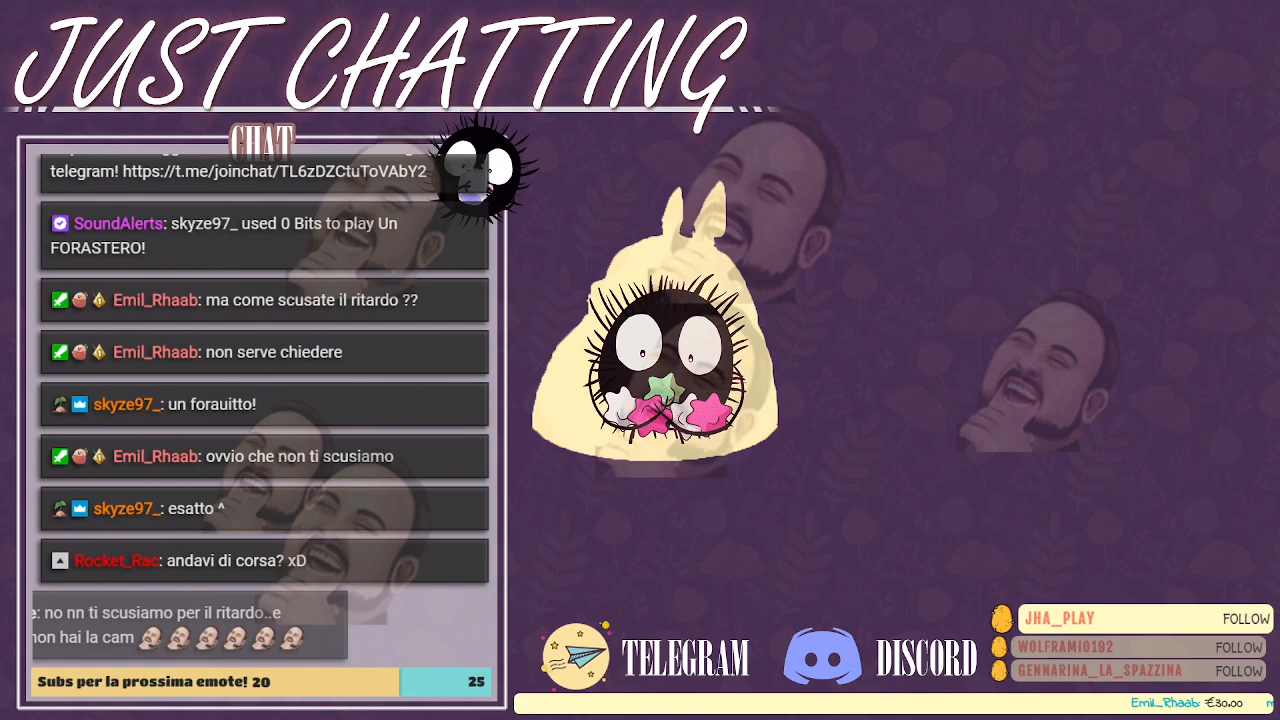 JUST CHATTING
CHAT
telegram! https://t.me/joinchat/TL6zDZCtuToVAbY2
SoundAlerts: skyze97_ used 0 Bits to play Un
FORASTERO!
Emil_Rhaab: ma come scusate il ritardo ??
Emil_Rhaab: non serve chiedere
skyze97_: un forauitto!
Emil_Rhaab: ovvio che non ti scusiamo
skyze97_: esatto ^
Rocket_Rac: andavi di corsa? xD
e: no nn ti scusiamo per il ritardo..e
non hai la cam
Subs per la prossima emote! 20
25
TELEGRAM
DISCORD
JHA_PLAY FOLLOW
WOLFRAMI0192 FOLLOW
GENNARINA_LA_SPAZZINA FOLLOW
Emil_Rhaab: €30.00